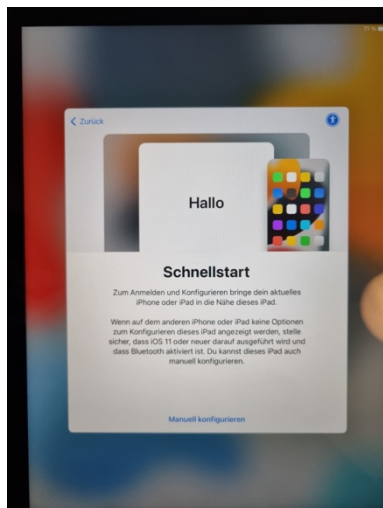 71 %
Zurück
Hallo
Schnellstart
Zum Anmelden und Konfigurieren bringe dein aktuelles
iPhone oder iPad in die Nähe dieses iPad.
Wenn auf dem anderen iPhone oder iPad keine Optionen
zum Konfigurieren dieses iPad angezeigt werden, stelle
sicher, dass iOS 11 oder neuer darauf ausgeführt wird und
dass Bluetooth aktiviert ist. Du kannst dieses iPad auch
manuell konfigurieren.
Manuell konfigurieren